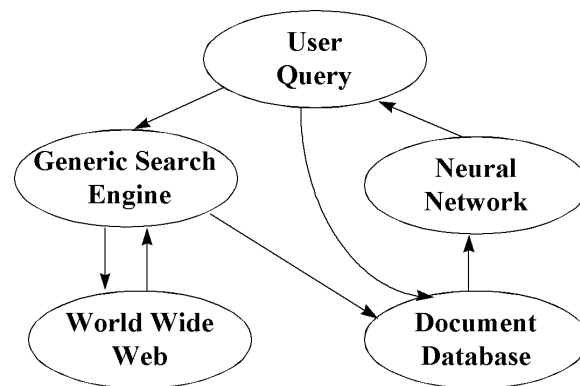 User
Query
Generic Search
Engine
Neural
Network
World Wide
Web
Document
Database